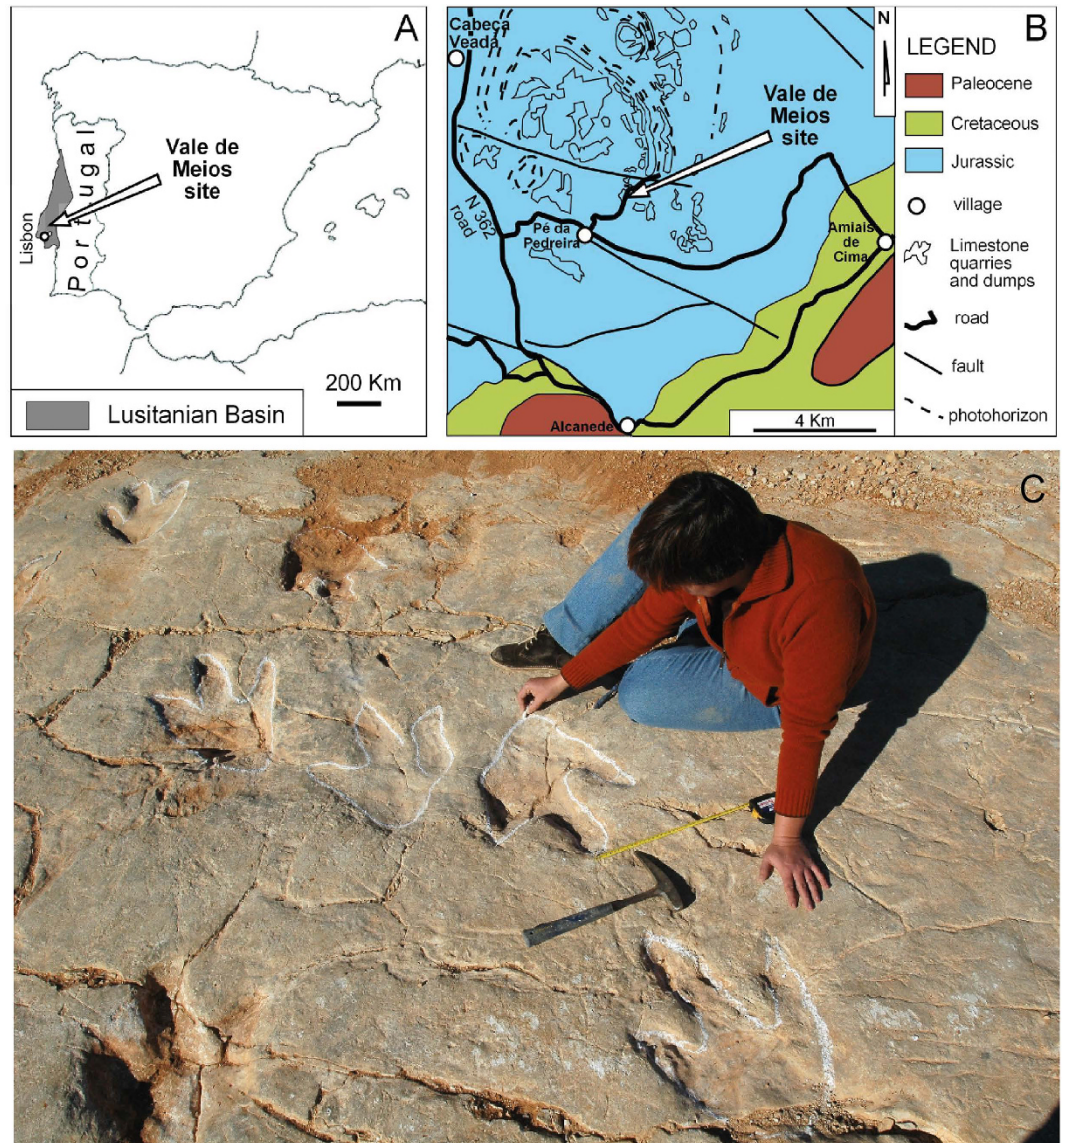 A
Vale de
Meios
site
Portugal
Lisbon
200 Km
Lusitanian Basin
B
Cabeça
Veada
N
Vale de
Meios
site
N 362
road
Pé da
Pedreira
Amiais
de
Cima
Alcanede
4 Km
LEGEND
Paleocene
Cretaceous
Jurassic
village
Limestone
quarries
and dumps
road
fault
photohorizon
C